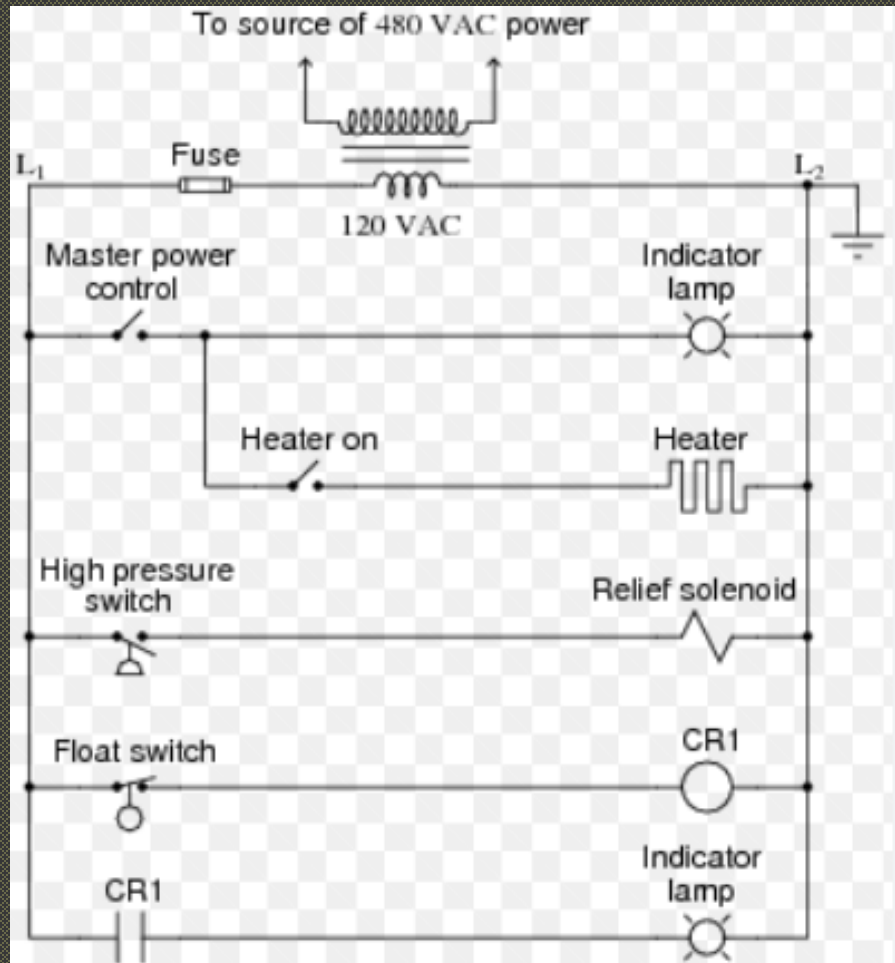 To source of 480 VAC power
Fuse
L1
L2
120 VAC
Master power
control
Indicator
lamp
Heater on
Heater
High pressure
switch
Relief solenoid
Float switch
CR1
CR1
Indicator
lamp